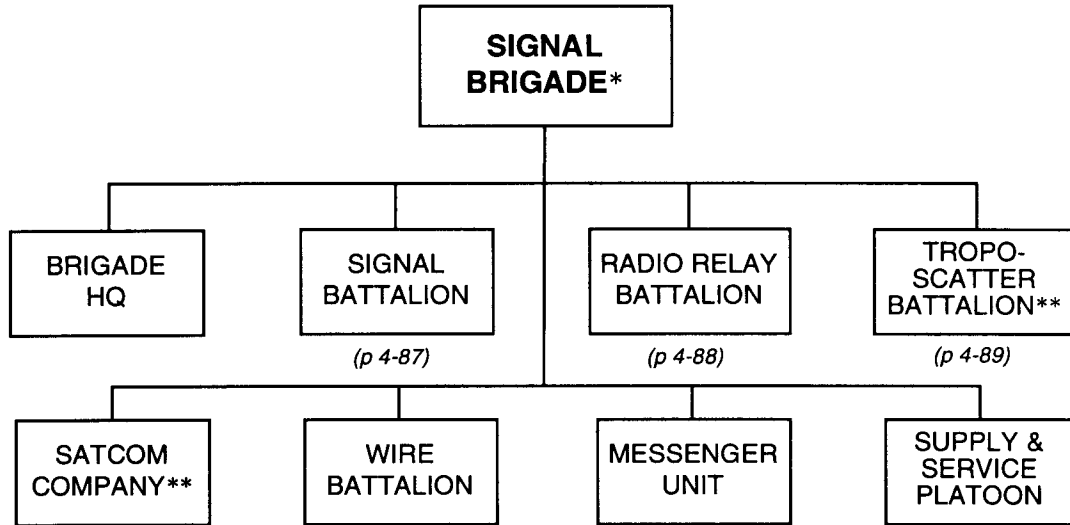 SIGNAL
BRIGADE*
BRIGADE
HQ
SIGNAL
BATTALION
RADIO RELAY
BATTALION
TROPO-
SCATTER
BATTALION**
(p 4-87)
(p 4-88)
(p 4-89)
SATCOM
COMPANY**
WIRE
BATTALION
MESSENGER
UNIT
SUPPLY &
SERVICE
PLATOON